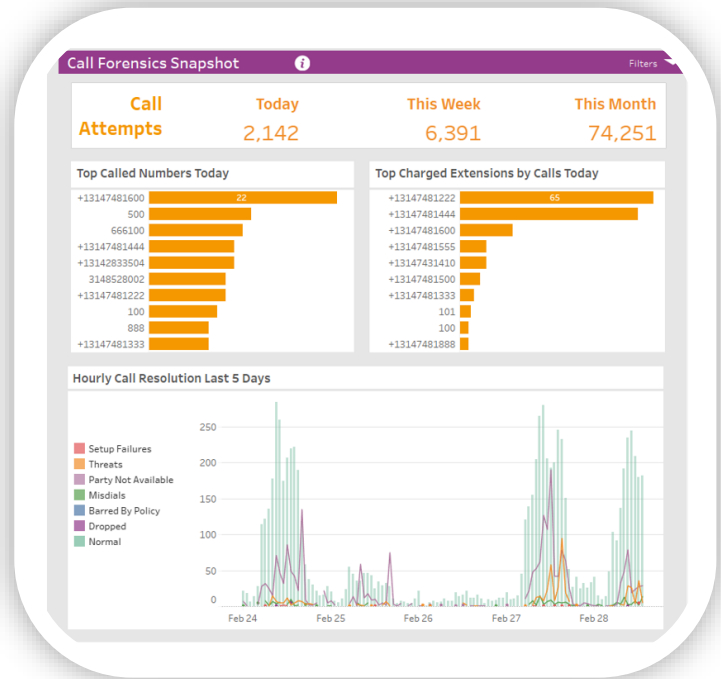 Call Forensics Snapshot
i
Filters
Call Attempts
Today
2,142
This Week
6,391
This Month
74,251
Top Called Numbers Today
+13147481600
22
500
666100
+13147481444
+13142833504
3148528002
+13147481222
100
888
+13147481333
Top Charged Extensions by Calls Today
+13147481222
65
+13147481444
+13147481600
+13147481555
+13147431410
+13147481500
+13147481333
101
100
+13147481888
Hourly Call Resolution Last 5 Days
Setup Failures
Threats
Party Not Available
Misdials
Barred By Policy
Dropped
Normal
250
200
150
100
50
0
Feb 24
Feb 25
Feb 26
Feb 27
Feb 28